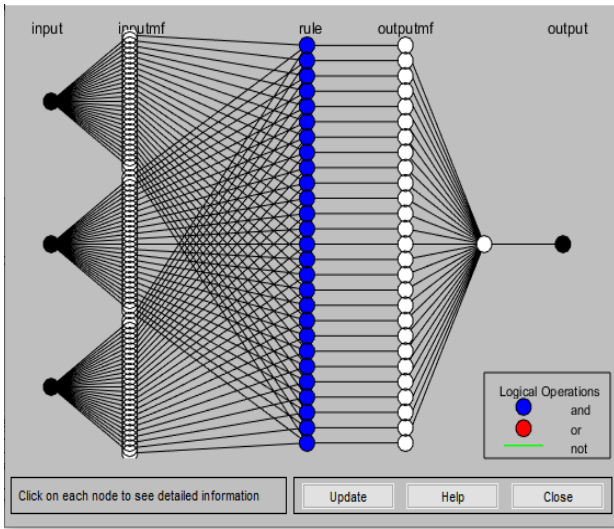 input inputmf rule outputmf output
Logical Operations
and
or
not
Click on each node to see detailed information Update Help Close